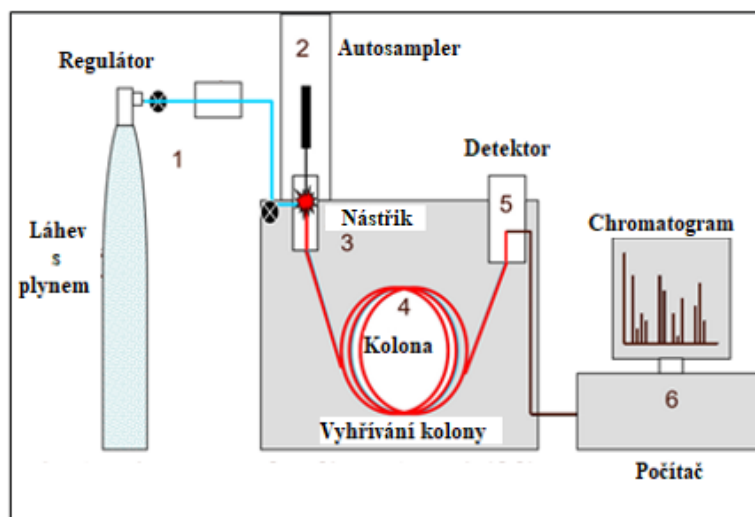 2
Autosampler
Regulátor
1
Detektor
5
Nástřik
3
Chromatogram
Láhev
s
plynem
4
Kolona
6
Vyhřívání kolony
Počítač